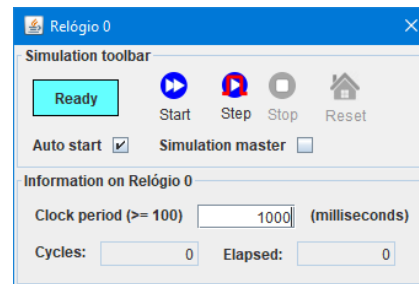 Relógio 0
Simulation toolbar
Ready
Start Step Stop Reset
Auto start Simulation master
Information on Relógio 0
Clock period (>= 100) 1000 (milliseconds)
Cycles: 0 Elapsed: 0